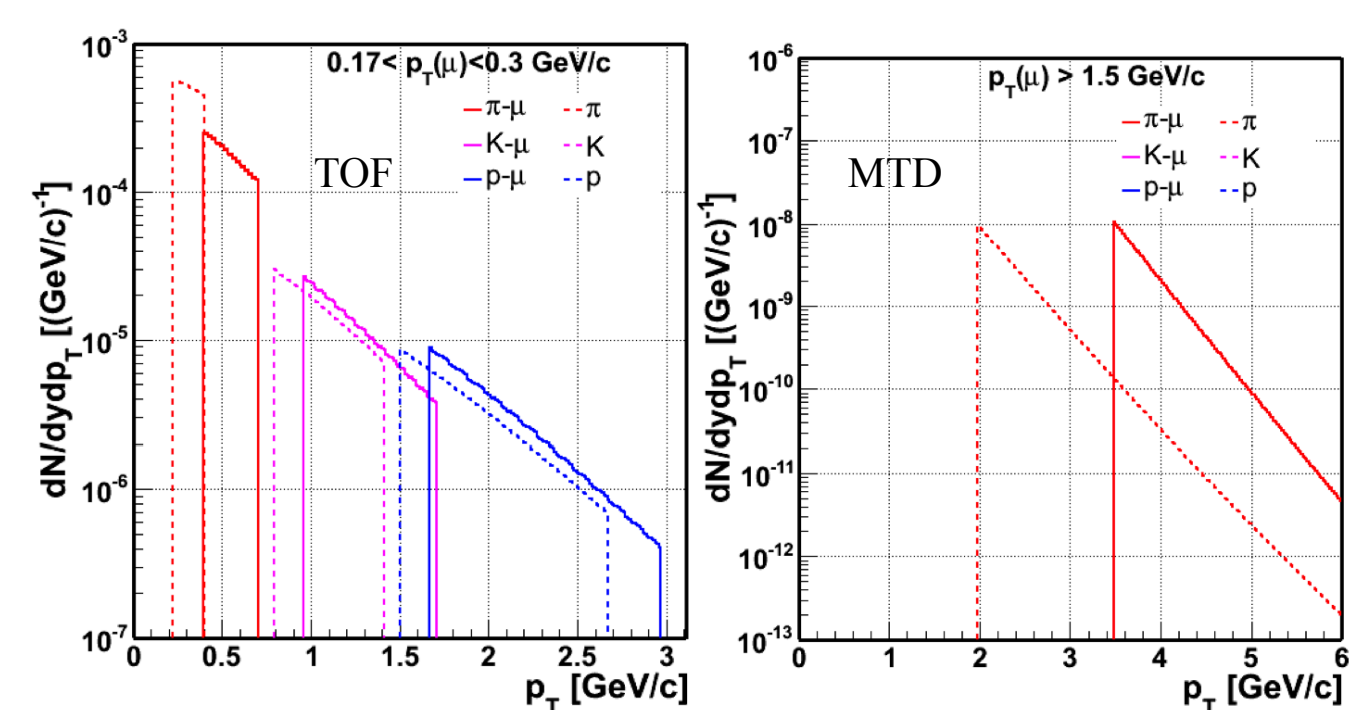 10⁻³
10⁻⁴
10⁻⁵
10⁻⁶
10⁻⁷
dN/dydp_T [(GeV/c)⁻¹]
0.17< p_T(μ)<0.3 GeV/c
π-μ π
K-μ K
p-μ p
TOF
0 0.5 1 1.5 2 2.5 3
p_T [GeV/c]
10⁻⁶
10⁻⁷
10⁻⁸
10⁻⁹
10⁻¹⁰
10⁻¹¹
10⁻¹²
10⁻¹³
dN/dydp_T [(GeV/c)⁻¹]
p_T(μ) > 1.5 GeV/c
π-μ π
K-μ K
p-μ p
MTD
0 1 2 3 4 5 6
p_T [GeV/c]